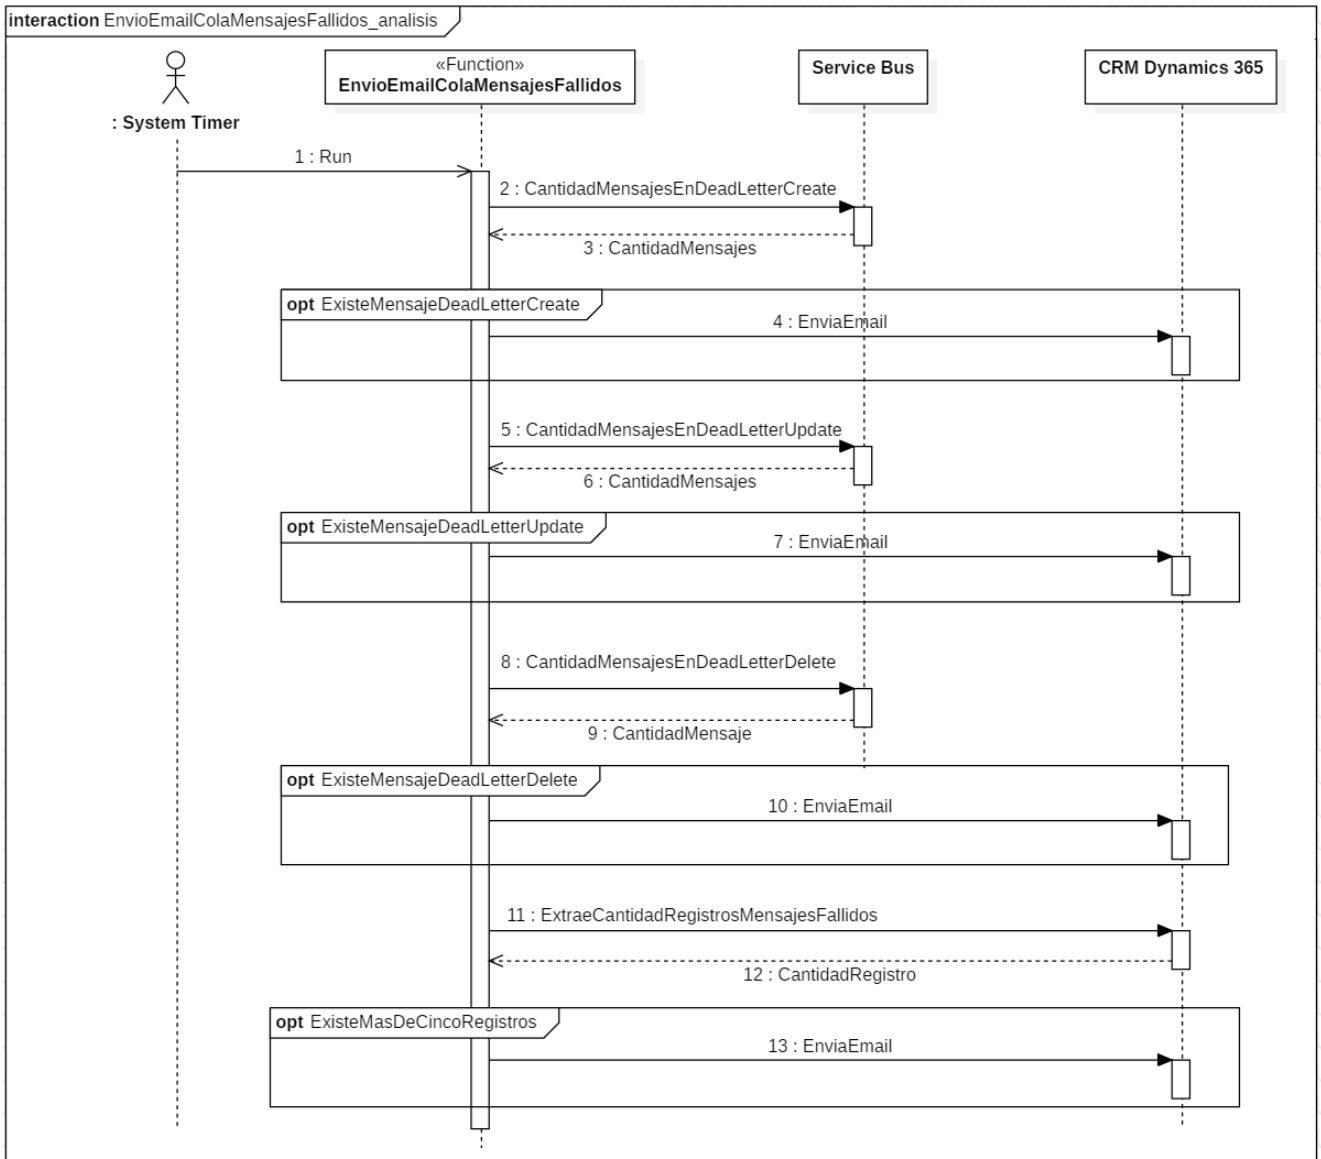 interaction EnvioEmailColaMensajesFallidos_analisis
«Function»
EnvioEmailColaMensajesFallidos
Service Bus
CRM Dynamics 365
: System Timer
1 : Run
2 : CantidadMensajesEnDeadLetterCreate
3 : CantidadMensajes
opt ExisteMensajeDeadLetterCreate
4 : EnviaEmail
5 : CantidadMensajesEnDeadLetterUpdate
6 : CantidadMensajes
opt ExisteMensajeDeadLetterUpdate
7 : EnviaEmail
8 : CantidadMensajesEnDeadLetterDelete
9 : CantidadMensaje
opt ExisteMensajeDeadLetterDelete
10 : EnviaEmail
11 : ExtraeCantidadRegistrosMensajesFallidos
12 : CantidadRegistro
opt ExisteMasDeCincoRegistros
13 : EnviaEmail